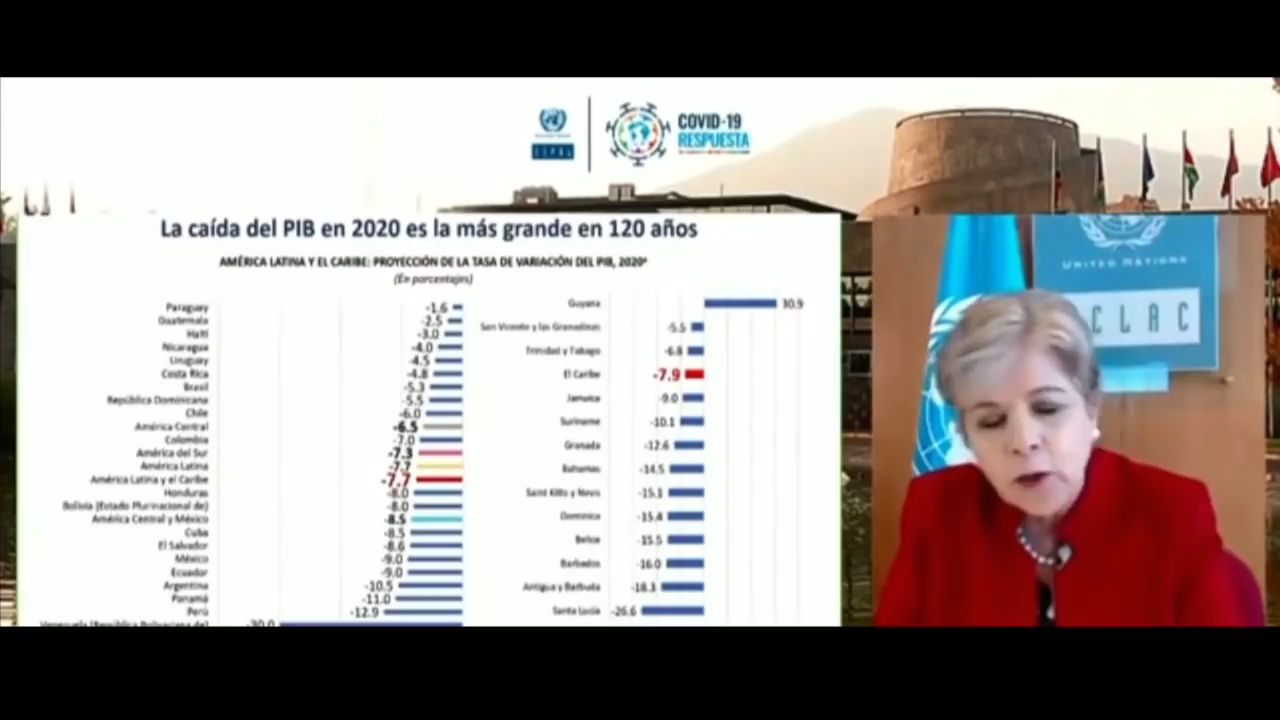 COVID-19
RESPUESTA
CEPAL
La caída del PIB en 2020 es la más grande en 120 años
AMÉRICA LATINA Y EL CARIBE: PROYECCIÓN DE LA TASA DE VARIACIÓN DEL PIB, 2020ª
(En porcentajes)
Paraguay -1.6
Guatemala -2.5
Haití -3.0
Nicaragua -4.0
Uruguay -4.5
Costa Rica -4.8
Brasil -5.3
República Dominicana -5.5
Chile -6.0
América Central -6.5
Colombia -7.0
América del Sur -7.3
América Latina -7.7
América Latina y el Caribe -7.7
Honduras -8.0
Bolivia (Estado Plurinacional de) -8.0
América Central y México -8.5
Cuba -8.5
El Salvador -8.6
México -9.0
Ecuador -9.0
Argentina -10.5
Panamá -11.0
Perú -12.9
Venezuela (República Bolivariana de) -30.0
Guyana 30.9
San Vicente y las Granadinas -5.5
Trinidad y Tabago -6.8
El Caribe -7.9
Jamaica -9.0
Suriname -10.1
Granada -12.6
Bahamas -14.5
Saint Kitts y Nevis -15.1
Dominica -15.4
Belice -15.5
Barbados -16.0
Antigua y Barbuda -18.3
Santa Lucía -26.6
UNITED NATIONS
CLAC